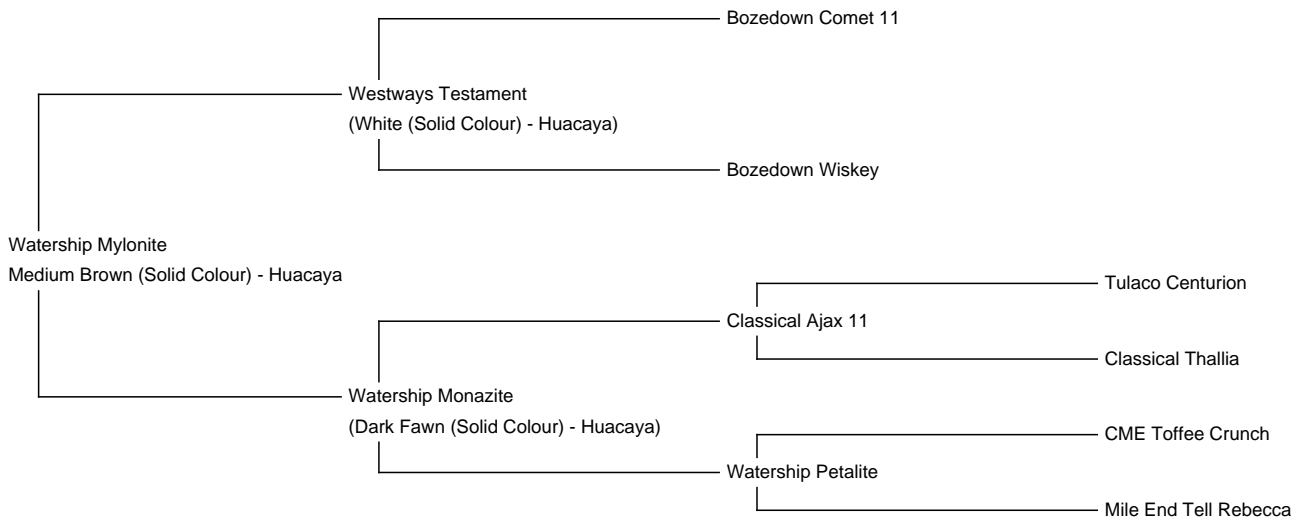 Bozedown Comet 11
Westways Testament
(White (Solid Colour) - Huacaya)
Bozedown Wiskey
Watership Mylonite
Medium Brown (Solid Colour) - Huacaya
Tulaco Centurion
Classical Ajax 11
Classical Thallia
Watership Monazite
(Dark Fawn (Solid Colour) - Huacaya)
CME Toffee Crunch
Watership Petalite
Mile End Tell Rebecca